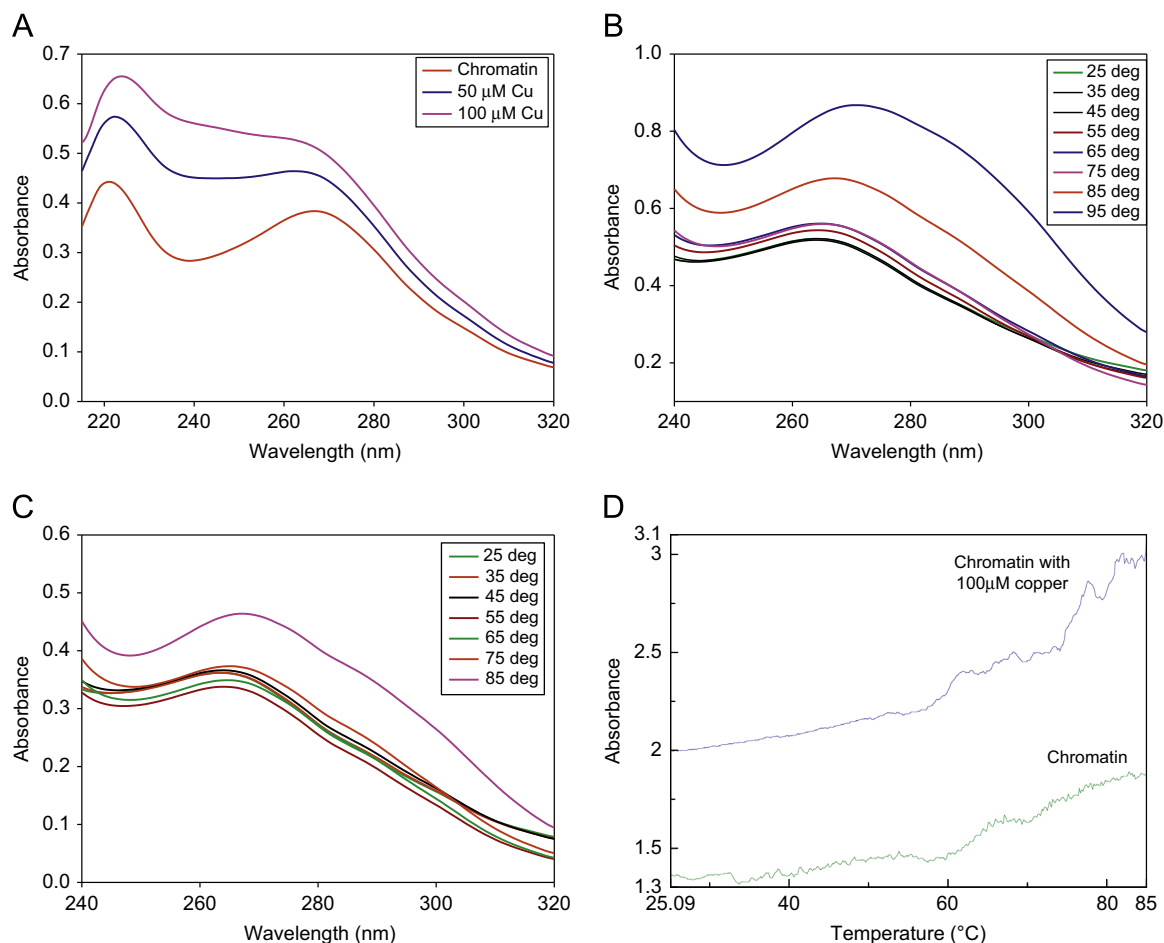 A
0.7
0.6
0.5
0.4
0.3
0.2
0.1
0.0
Absorbance
220 240 260 280 300 320
Wavelength (nm)
Chromatin
50 μM Cu
100 μM Cu
B
1.0
0.8
0.6
0.4
0.2
Absorbance
240 260 280 300 320
Wavelength (nm)
25 deg
35 deg
45 deg
55 deg
65 deg
75 deg
85 deg
95 deg
C
0.6
0.5
0.4
0.3
0.2
0.1
0.0
Absorbance
240 260 280 300 320
Wavelength (nm)
25 deg
35 deg
45 deg
55 deg
65 deg
75 deg
85 deg
D
3.1
3
2.5
2
1.5
1.3
Absorbance
25.09 40 60 80 85
Temperature (°C)
Chromatin with
100μM copper
Chromatin